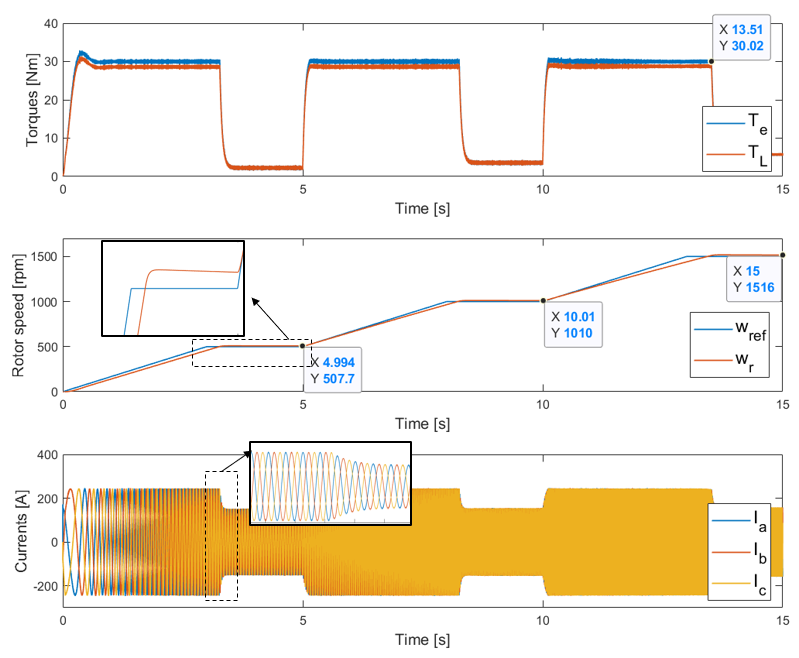 40
30
20
10
0
Torques [Nm]
X 13.51
Y 30.02
T_e
T_L
0
5
10
15
Time [s]
1500
1000
500
0
Rotor speed [rpm]
X 4.994
Y 507.7
X 10.01
Y 1010
X 15
Y 1516
w_ref
w_r
0
5
10
15
Time [s]
400
200
0
-200
Currents [A]
I_a
I_b
I_c
0
5
10
15
Time [s]